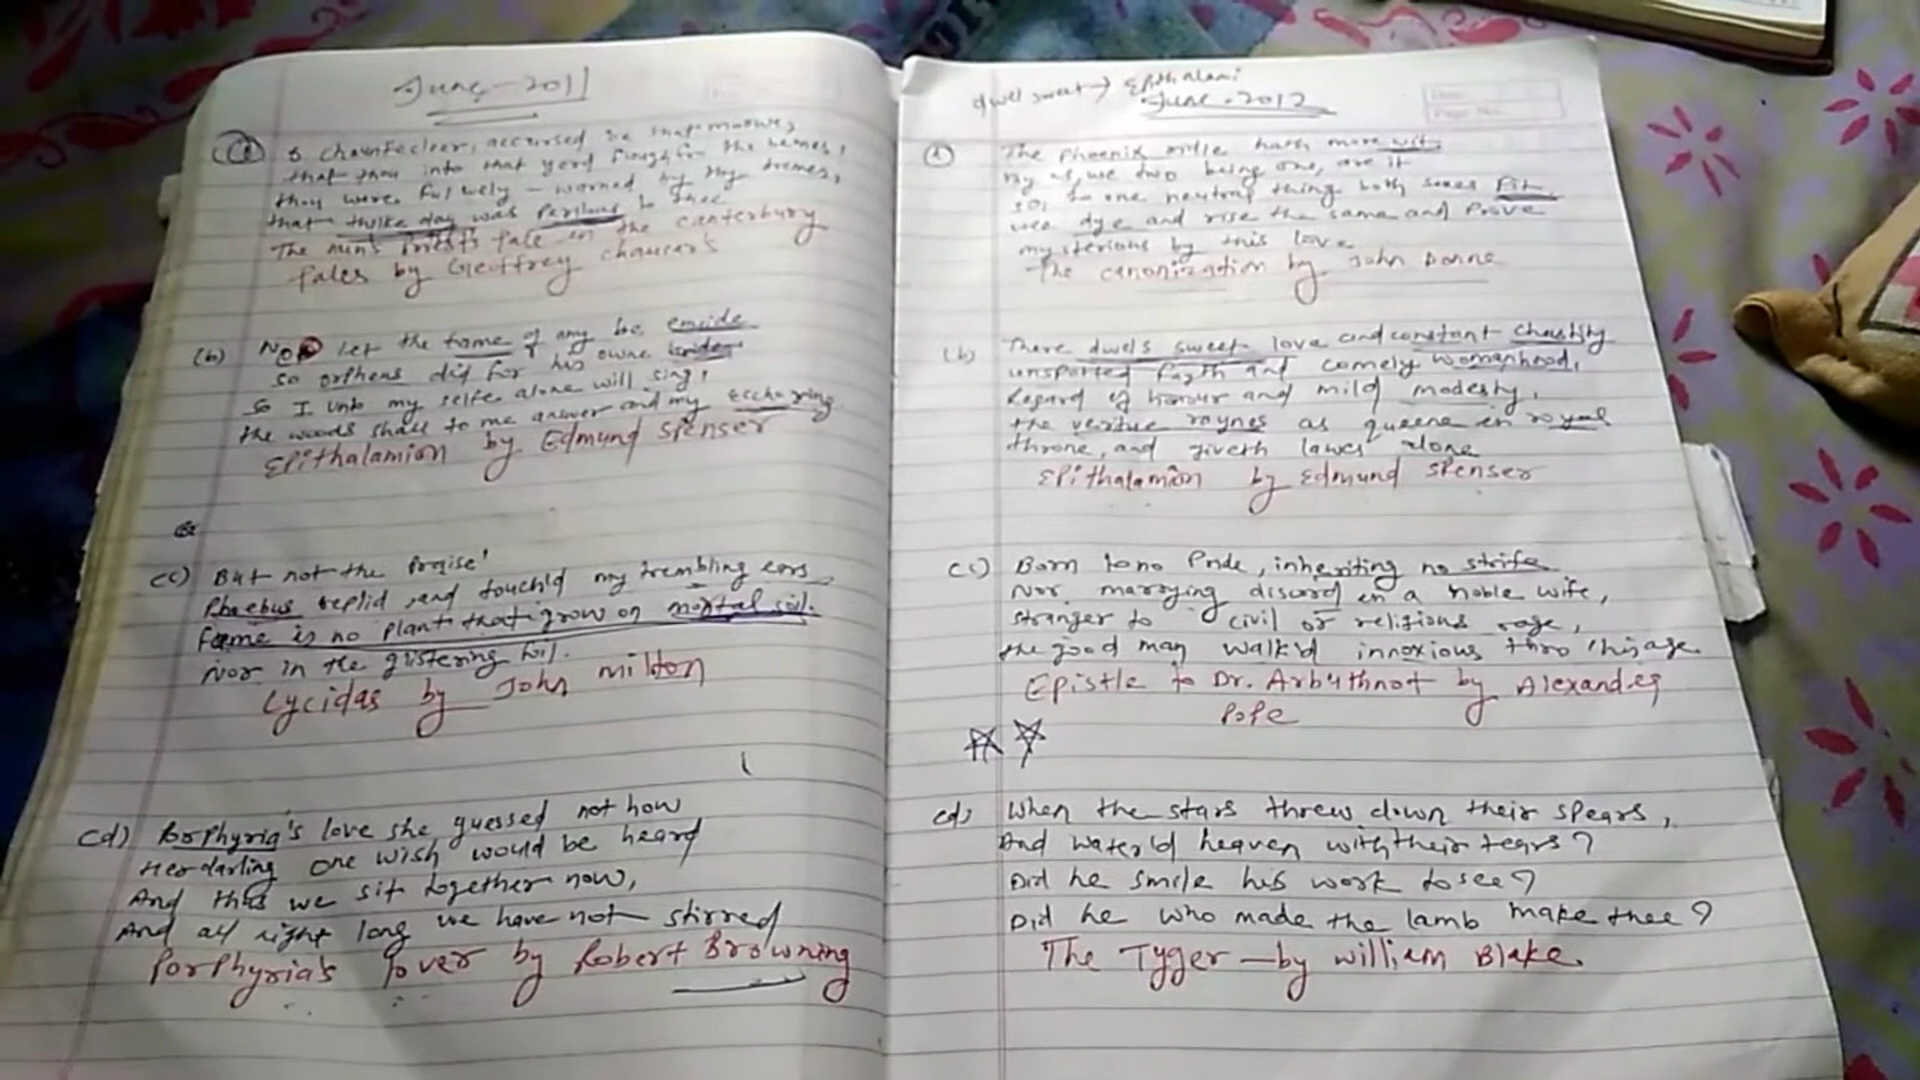 June - 2011
(a) O chauntecleer, accursed be that morwe,
that thou into that yerd flough fro the bemes,
thou were ful wely - warned by thy dremes,
that thilke day was Perilous to thee
The nun's Priest's Tale in the canterbury
Tales by Geoffrey chaucer's
(b) Nor let the same of any be envide
so orpheus did for his owne bride
So I unto my selfe alone will sing,
the woods shall to me answer and my eccho ring
Epithalamion by Edmund Spenser
(c) But not the Praise'
Phoebus replid, and touch'd my trembling ears
Fame is no plant that grow on mortal soil.
Nor in the glistering foil.
Lycidas by John milton
(d) Porphyria's love she guessed not how
Her darling one wish would be heard
And thus we sit together now,
And all night long we have not stirred
Porphyria's lover by Robert Browning
dwel sweet → Epithalami
June - 2012
Date
Page No.
(a) The Phoenix ridle hath more wit
By us, we two being one, are it
so, to one neutral thing both sexes Fit
wee dye and rise the same and Prove
mysterious by this love
The canonization by John Donne
(b) There dwels sweet love and constant chastity
unspotted fayth and comely womanhood,
Regard of honour and mild modesty,
the vertue raynes as queene in royal
throne, and giveth lawes alone
Epithalamion by Edmund Spenser
(c) Born to no Pride, inheriting no strife
Nor marrying discord in a noble wife,
stranger to civil or religious rage,
the good man walk'd innoxious thro' his age.
Epistle to Dr. Arbuthnot by Alexander
Pope
(d) When the stars threw down their spears,
And water'd heaven with their tears?
Did he smile his work to see?
Did he who made the lamb make thee?
The Tyger - by william Blake.